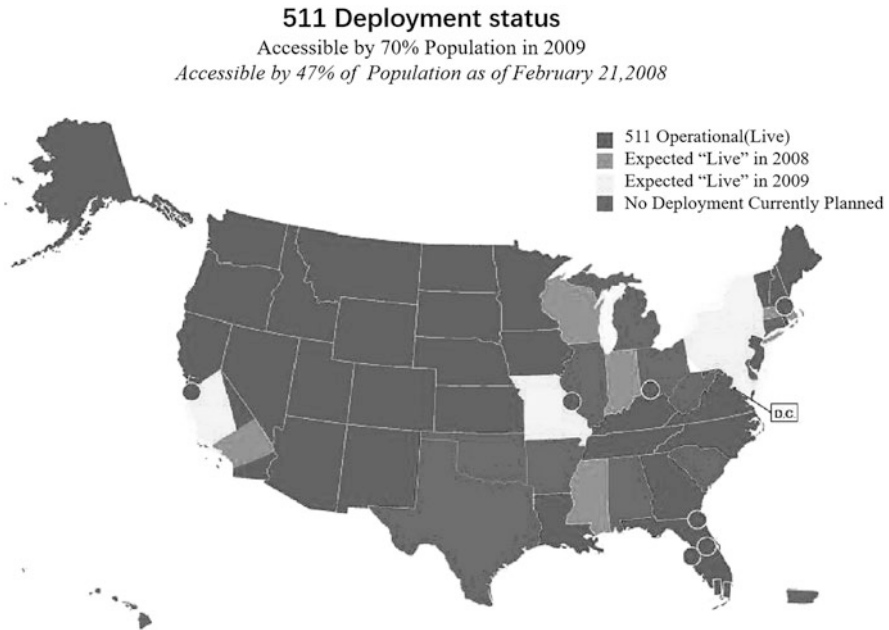 511 Deployment status
Accessible by 70% Population in 2009
Accessible by 47% of Population as of February 21,2008
511 Operational(Live)
Expected “Live” in 2008
Expected “Live” in 2009
No Deployment Currently Planned
D.C.